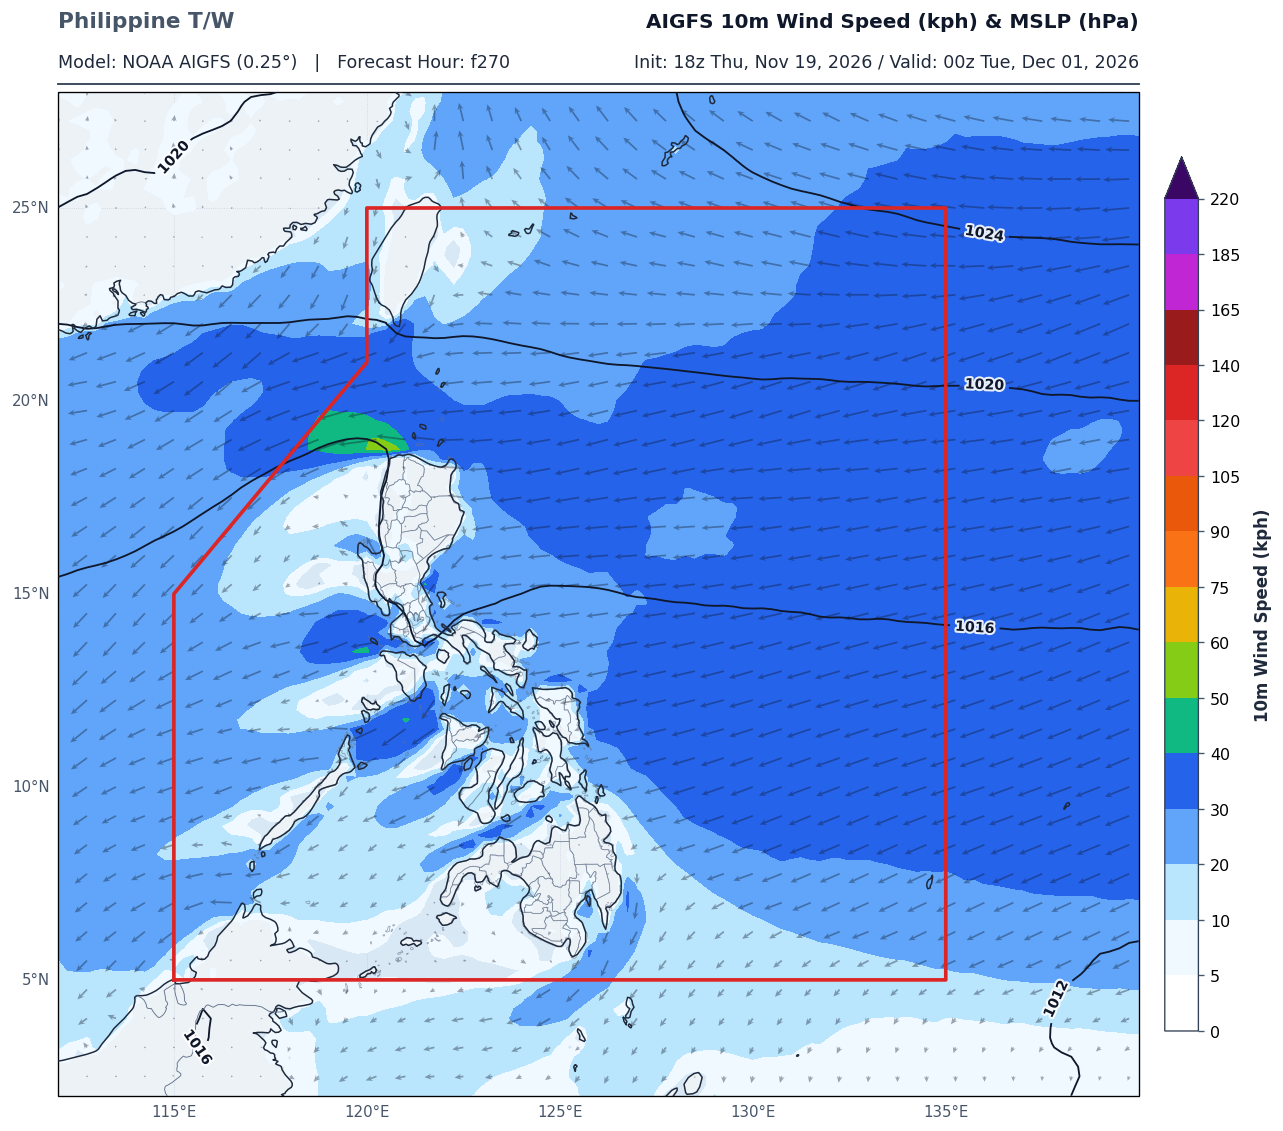 Philippine T/W
AIGFS 10m Wind Speed (kph) & MSLP (hPa)
Model: NOAA AIGFS (0.25°)   |   Forecast Hour: f270
Init: 18z Thu, Nov 19, 2026 / Valid: 00z Tue, Dec 01, 2026
1020
1024
1020
1016
1012
1016
25°N
20°N
15°N
10°N
5°N
115°E
120°E
125°E
130°E
135°E
220
185
165
140
120
105
90
75
60
50
40
30
20
10
5
0
10m Wind Speed (kph)